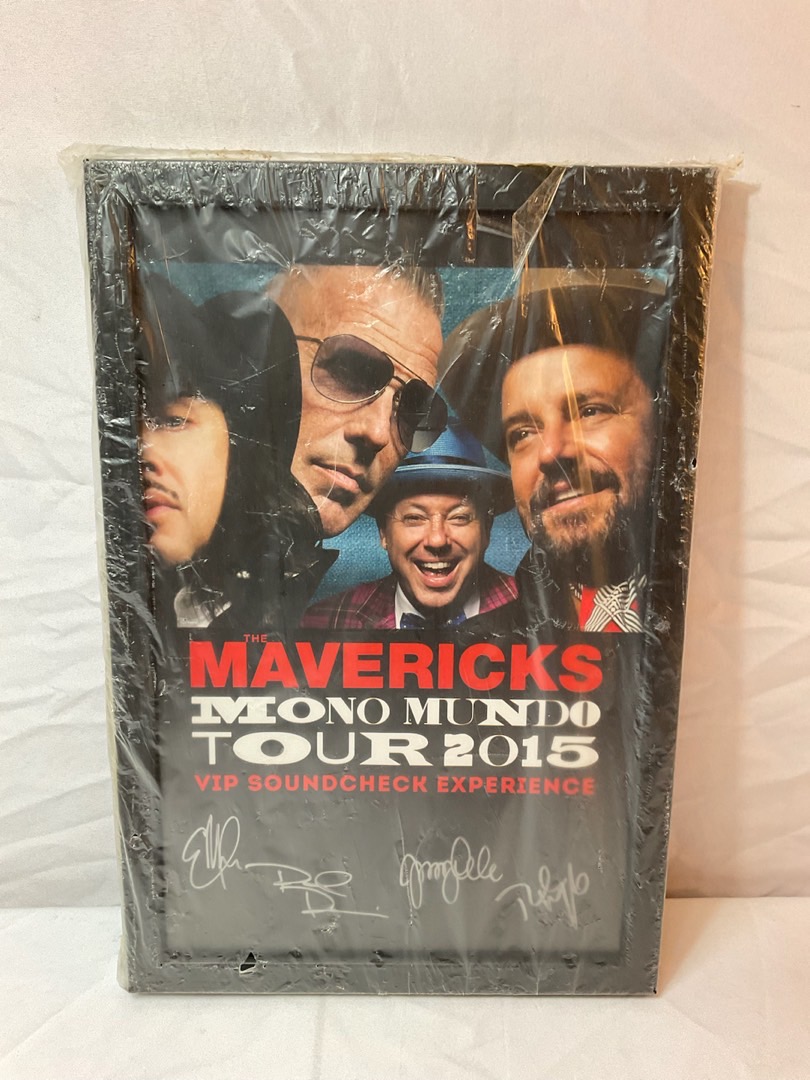 THE
MAVERICKS
MONO MUNDO
TOUR 2015
VIP SOUNDCHECK EXPERIENCE